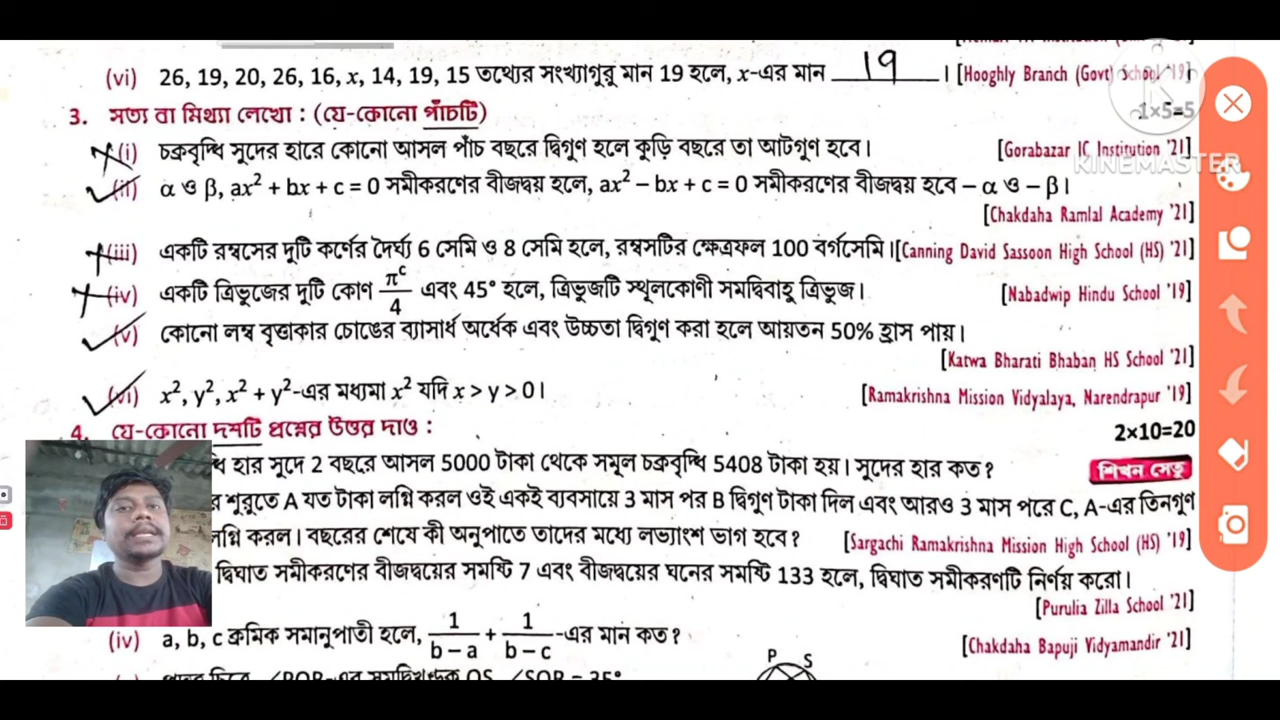 (vi) 26, 19, 20, 26, 16, x, 14, 19, 15 তথ্যের সংখ্যাগুরু মান 19 হলে, x-এর মান 19 । [Hooghly Branch (Govt) School '19]
3. সত্য বা মিথ্যা লেখো : (যে-কোনো পাঁচটি) 1×5=5
(i) চক্রবৃদ্ধি সুদের হারে কোনো আসল পাঁচ বছরে দ্বিগুণ হলে কুড়ি বছরে তা আটগুণ হবে। [Gorabazar IC Institution '21]
KINEMASTER
(ii) α ও β, ax² + bx + c = 0 সমীকরণের বীজদ্বয় হলে, ax² – bx + c = 0 সমীকরণের বীজদ্বয় হবে – α ও – β।
[Chakdaha Ramlal Academy '21]
(iii) একটি রম্বসের দুটি কর্ণের দৈর্ঘ্য 6 সেমি ও 8 সেমি হলে, রম্বসটির ক্ষেত্রফল 100 বর্গসেমি।[Canning David Sassoon High School (HS) '21]
(iv) একটি ত্রিভুজের দুটি কোণ πᶜ/4 এবং 45° হলে, ত্রিভুজটি স্থূলকোণী সমদ্বিবাহু ত্রিভুজ। [Nabadwip Hindu School '19]
(v) কোনো লম্ব বৃত্তাকার চোঙের ব্যাসার্ধ অর্ধেক এবং উচ্চতা দ্বিগুণ করা হলে আয়তন 50% হ্রাস পায়।
[Katwa Bharati Bhaban HS School '21]
(vi) x², y², x² + y²-এর মধ্যমা x² যদি x > y > 0। [Ramakrishna Mission Vidyalaya, Narendrapur '19]
4. যে-কোনো দশটি প্রশ্নের উত্তর দাও : 2×10=20
হার সুদে 2 বছরে আসল 5000 টাকা থেকে সমূল চক্রবৃদ্ধি 5408 টাকা হয়। সুদের হার কত? শিখন সেতু
শুরুতে A যত টাকা লগ্নি করল ওই একই ব্যবসায়ে 3 মাস পর B দ্বিগুণ টাকা দিল এবং আরও 3 মাস পরে C, A-এর তিনগুণ
লগ্নি করল। বছরের শেষে কী অনুপাতে তাদের মধ্যে লভ্যাংশ ভাগ হবে? [Sargachi Ramakrishna Mission High School (HS) '19]
দ্বিঘাত সমীকরণের বীজদ্বয়ের সমষ্টি 7 এবং বীজদ্বয়ের ঘনের সমষ্টি 133 হলে, দ্বিঘাত সমীকরণটি নির্ণয় করো।
[Purulia Zilla School '21]
(iv) a, b, c ক্রমিক সমানুপাতী হলে, 1/(b – a) + 1/(b – c)-এর মান কত? [Chakdaha Bapuji Vidyamandir '21]
P S